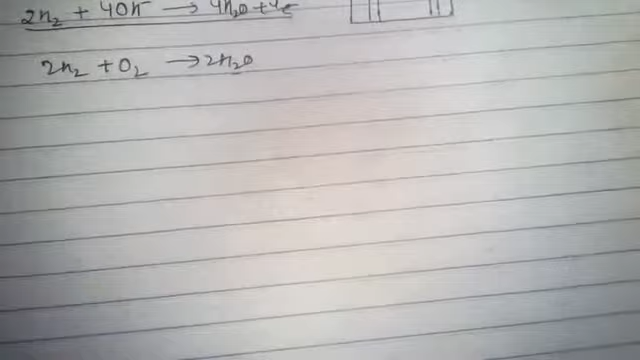 2H₂ + 4OH⁻ → 4H₂O + 4e
2H₂ + O₂ → 2H₂O